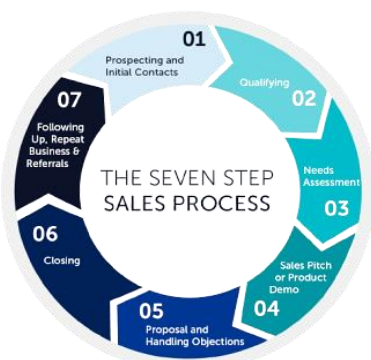 THE SEVEN STEP
SALES PROCESS
01
Prospecting and
Initial Contacts
Qualifying
02
Needs
Assessment
03
Sales Pitch
or Product
Demo
04
05
Proposal and
Handling Objections
06
Closing
07
Following
Up, Repeat
Business &
Referrals